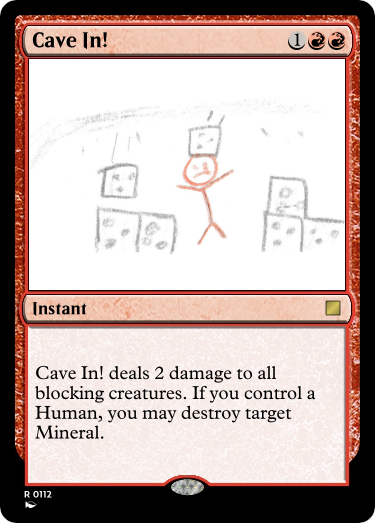 Cave In! 1
Instant
Cave In! deals 2 damage to all
blocking creatures. If you control a
Human, you may destroy target
Mineral.
R 0112